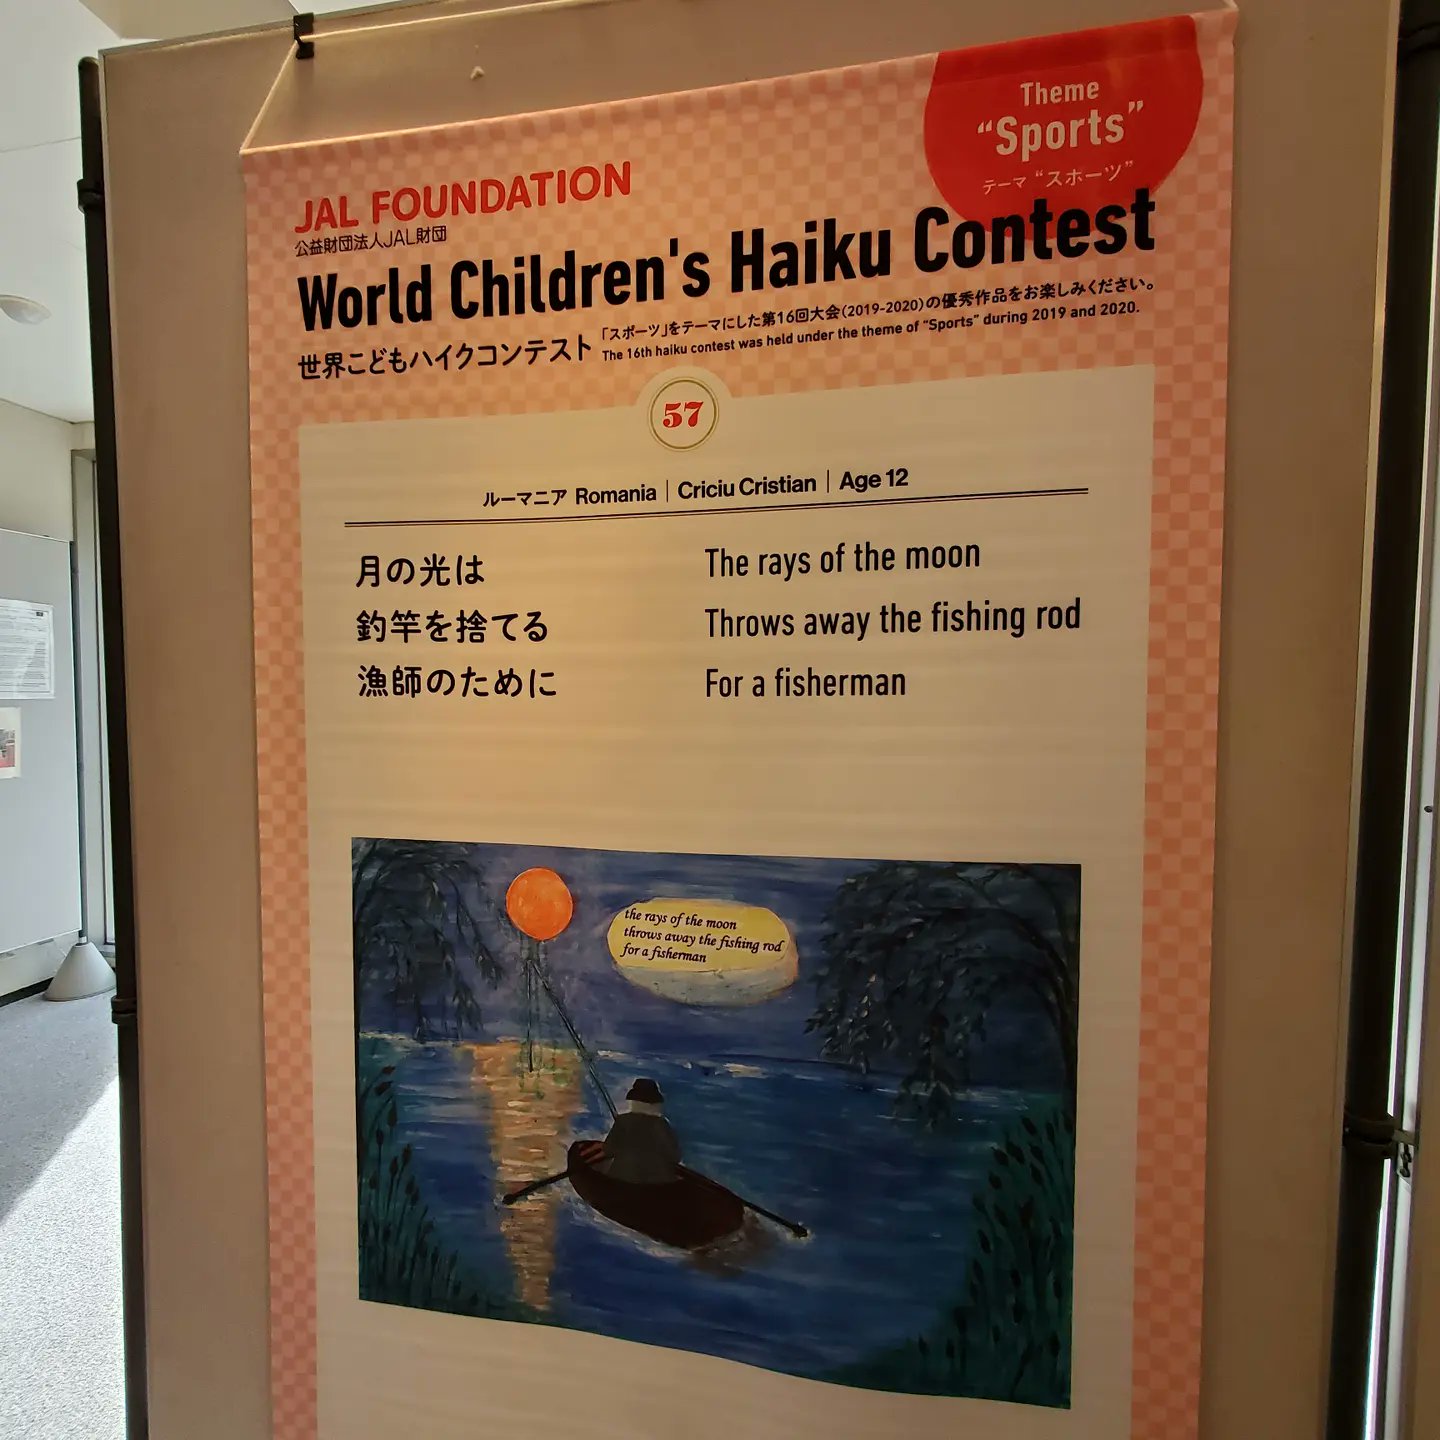 Theme
“Sports”
テーマ “スポーツ”
JAL FOUNDATION
公益財団法人JAL財団
World Children's Haiku Contest
世界こどもハイクコンテスト
「スポーツ」をテーマにした第16回大会(2019-2020)の優秀作品をお楽しみください。
The 16th haiku contest was held under the theme of “Sports” during 2019 and 2020.
57
ルーマニア Romania | Criciu Cristian | Age 12
月の光は
釣竿を捨てる
漁師のために
The rays of the moon
Throws away the fishing rod
For a fisherman
the rays of the moon
throws away the fishing rod
for a fisherman